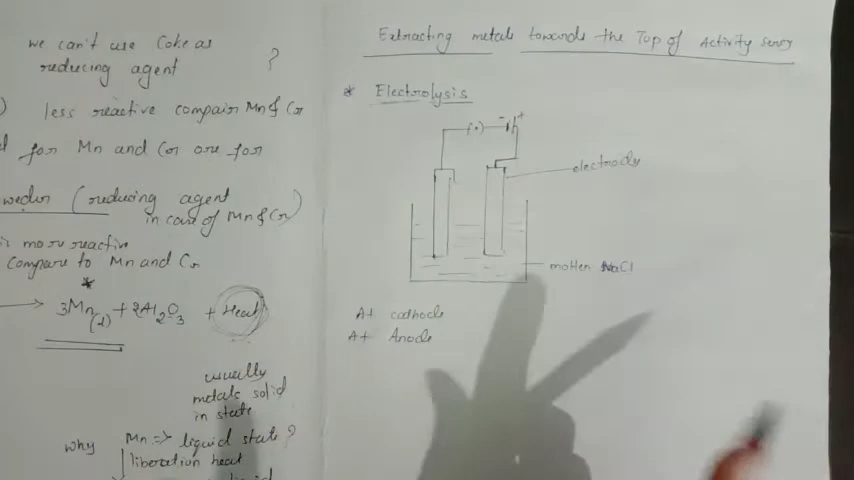 we can't use Coke as
reducing agent ?
less reactive compair Mn & Cr
for Mn and Cr are for
(reducing agent
in case of Mn & Cr)
more reactive
Compare to Mn and Cr
*
→ 3Mn(l) + 2Al2O3 + Heat
usually
metals solid
in state
why Mn => liquid state?
liberation heat
Extracting metals towards the Top of Activity
* Electrolysis
- +
electrode
molten NaCl
At cathode
At Anode